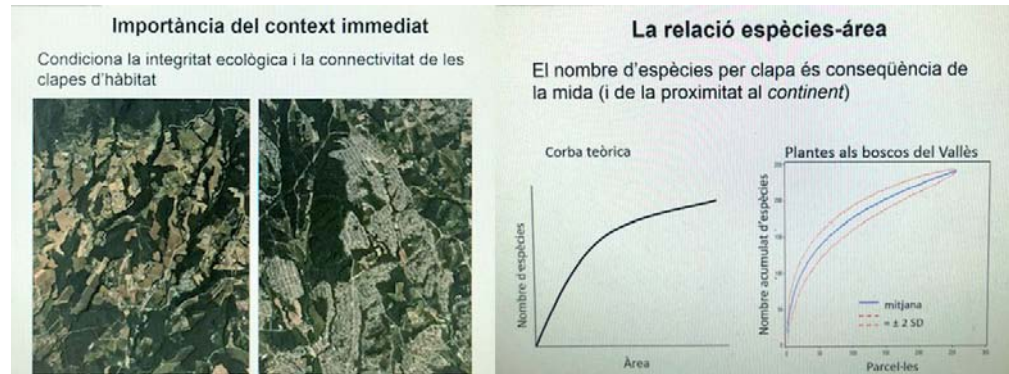 Importància del context immediat
Condiciona la integritat ecològica i la connectivitat de les
clapes d'hàbitat
La relació espècies-área
El nombre d'espècies per clapa és conseqüència de
la mida (i de la proximitat al continent)
Corba teòrica
Nombre d'espècies
Àrea
Plantes als boscos del Vallès
Nombre acumulat d'espècies
mitjana
= ± 2 SD
Parcel·les